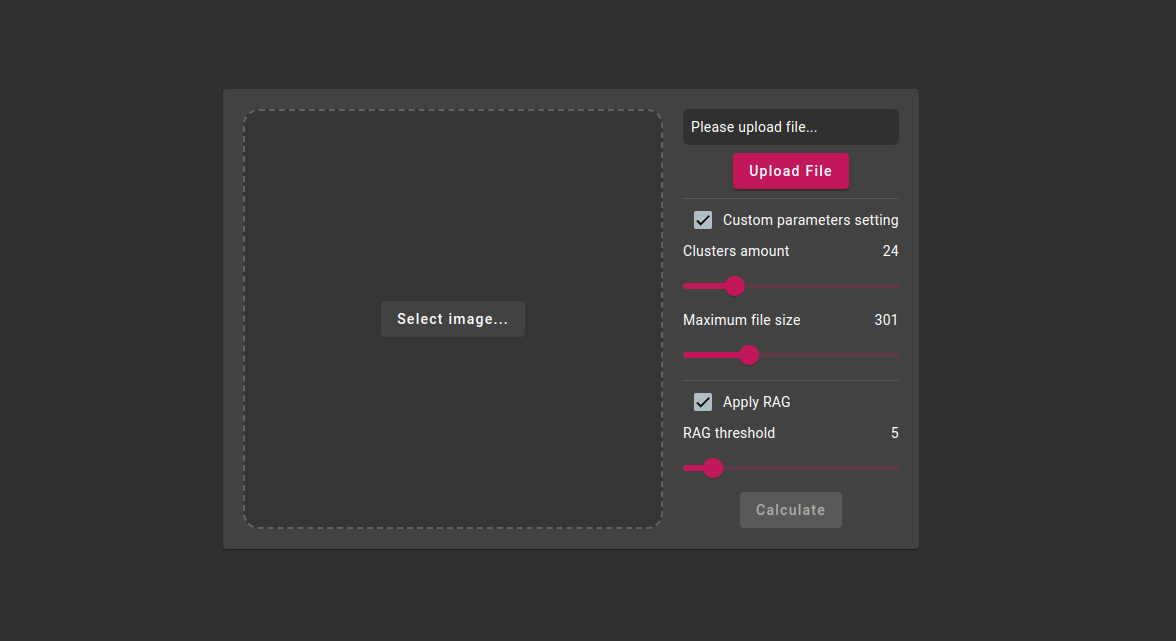 Select image...
Please upload file...
Upload File
Custom parameters setting
Clusters amount 24
Maximum file size 301
Apply RAG
RAG threshold 5
Calculate